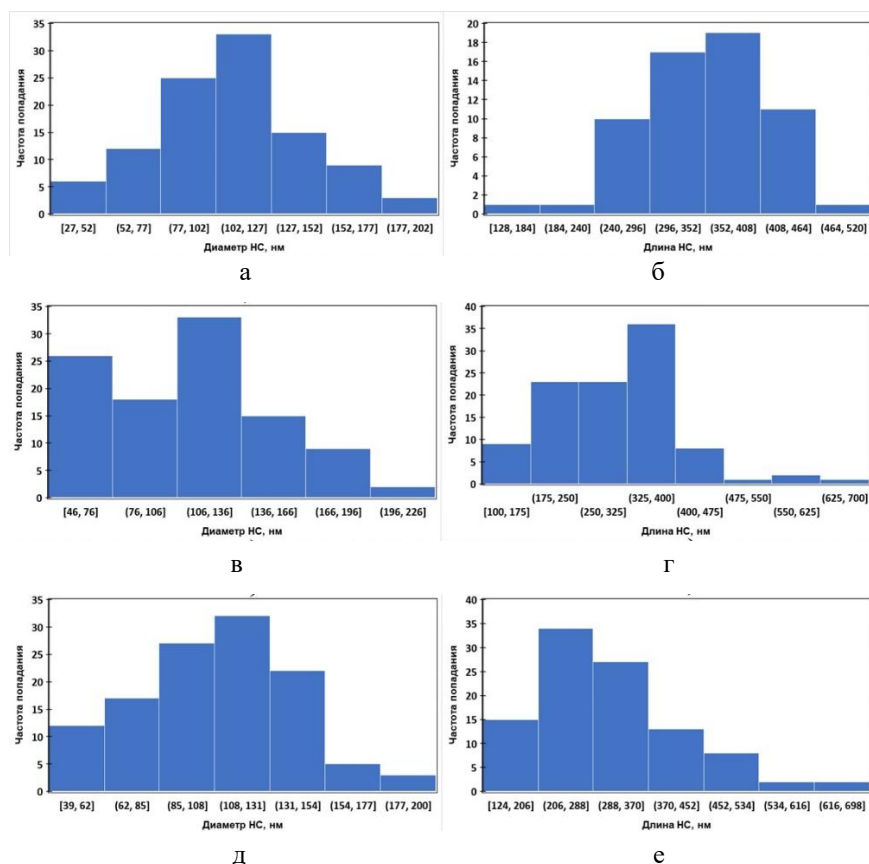 35
30
25
20
15
10
5
0
Частота попадания
[27, 52] (52, 77] (77, 102] (102, 127] (127, 152] (152, 177] (177, 202]
Диаметр НС, нм
а
20
18
16
14
12
10
8
6
4
2
0
Частота попадания
[128, 184] (184, 240] (240, 296] (296, 352] (352, 408] (408, 464] (464, 520]
Длина НС, нм
б
35
30
25
20
15
10
5
0
Частота попадания
[46, 76] (76, 106] (106, 136] (136, 166] (166, 196] (196, 226]
Диаметр НС, нм
в
40
35
30
25
20
15
10
5
0
Частота попадания
(175, 250] (325, 400] (475, 550] (625, 700]
[100, 175] (250, 325] (400, 475] (550, 625]
Длина НС, нм
г
35
30
25
20
15
10
5
0
Частота попадания
[39, 62] (62, 85] (85, 108] (108, 131] (131, 154] (154, 177] (177, 200]
Диаметр НС, нм
д
40
35
30
25
20
15
10
5
0
Частота попадания
[124, 206] (206, 288] (288, 370] (370, 452] (452, 534] (534, 616] (616, 698]
Длина НС, нм
е